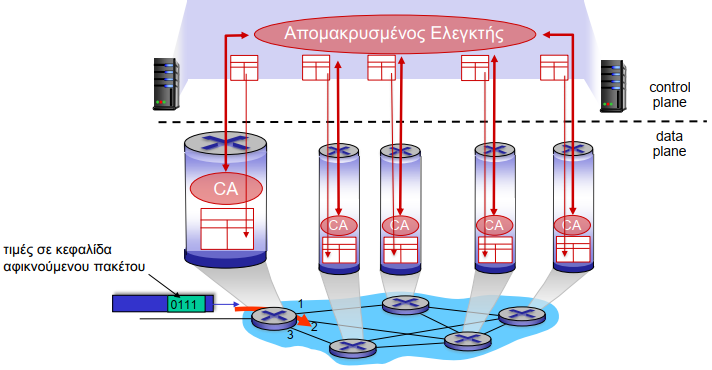 Απομακρυσμένος Ελεγκτής
control
plane
data
plane
CA
CA
CA
CA
CA
τιμές σε κεφαλίδα
αφικνούμενου πακέτου
0111
1
2
3